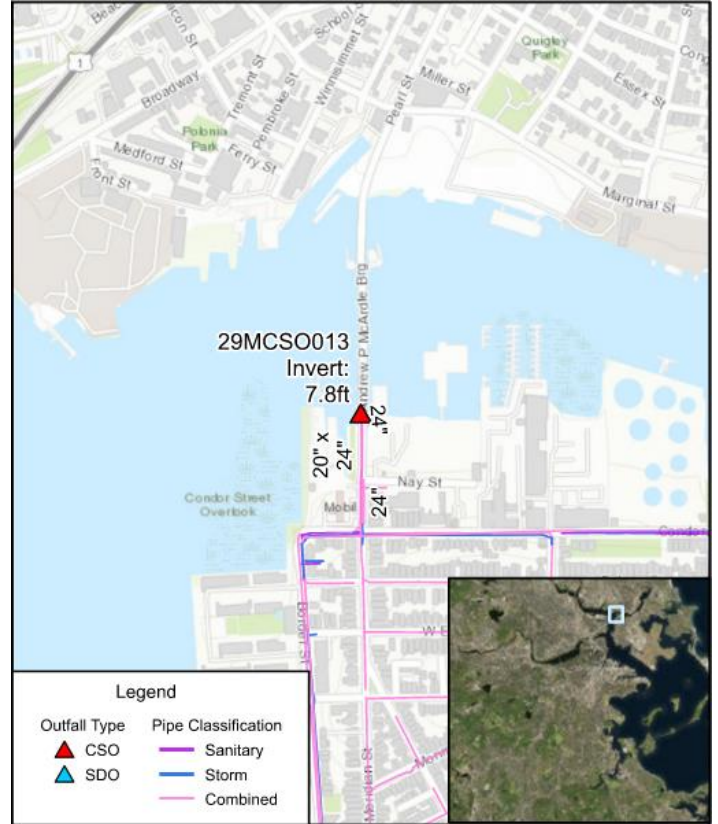 1
Broadway
Tremont St
Pembroke St
Winnisimmet St
School
Pearl St
Miller St
Quigley
Park
Essex St
Polonia
Park
Medford St
Ferry St
Front St
Marginal St
Andrew P McArdle Brg
29MCSO013
Invert:
7.8ft
24"
20" x
24"
24"
Nay St
Condor Street
Overlook
Mobil
Condor
Border St
W E
Meridian St
Legend
Outfall Type
Pipe Classification
CSO
Sanitary
SDO
Storm
Combined